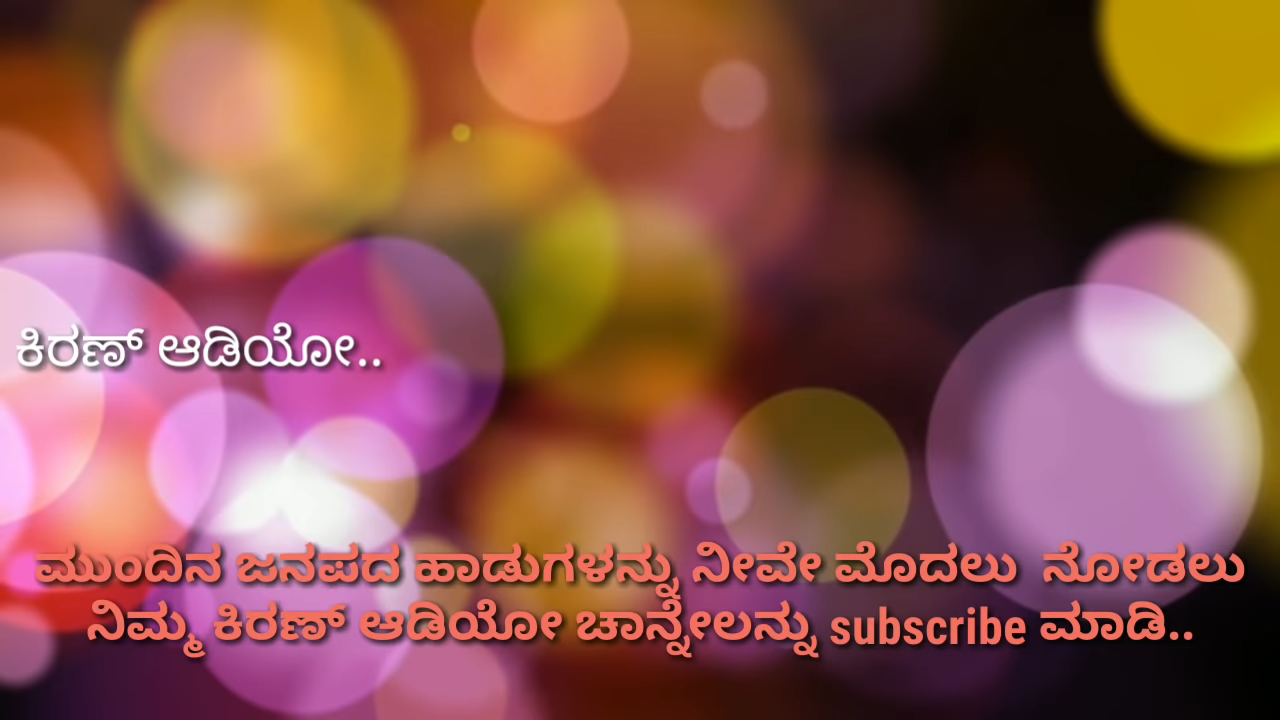 ಕಿರಣ್ ಆಡಿಯೋ..
ಮುಂದಿನ ಜನಪದ ಹಾಡುಗಳನ್ನು ನೀವೇ ಮೊದಲು ನೋಡಲು
ನಿಮ್ಮ ಕಿರಣ್ ಆಡಿಯೋ ಚಾನ್ನೇಲನ್ನು subscribe ಮಾಡಿ..